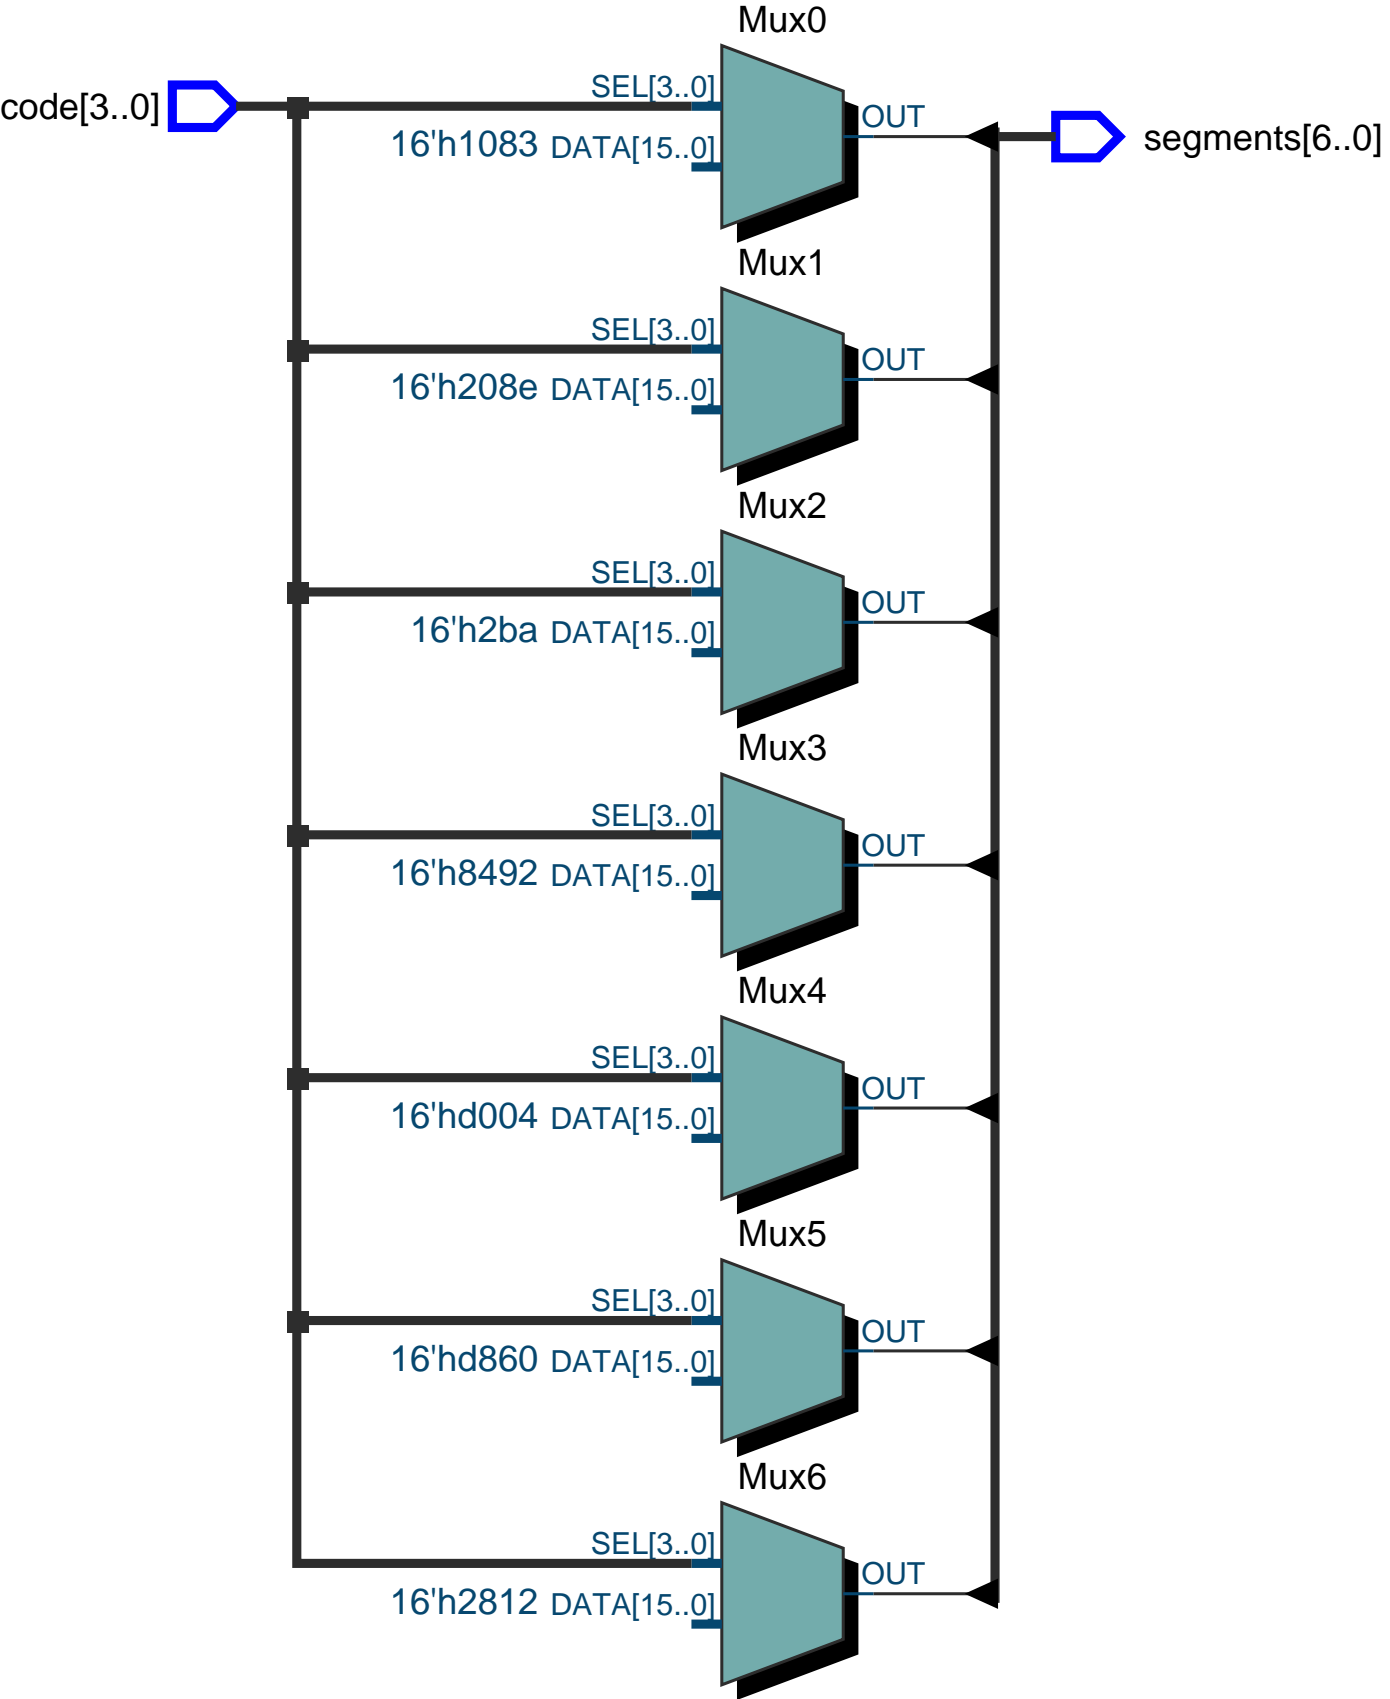 Mux0
code[3..0]
SEL[3..0]
16'h1083 DATA[15..0]
OUT
segments[6..0]
Mux1
SEL[3..0]
16'h208e DATA[15..0]
OUT
Mux2
SEL[3..0]
16'h2ba DATA[15..0]
OUT
Mux3
SEL[3..0]
16'h8492 DATA[15..0]
OUT
Mux4
SEL[3..0]
16'hd004 DATA[15..0]
OUT
Mux5
SEL[3..0]
16'hd860 DATA[15..0]
OUT
Mux6
SEL[3..0]
16'h2812 DATA[15..0]
OUT